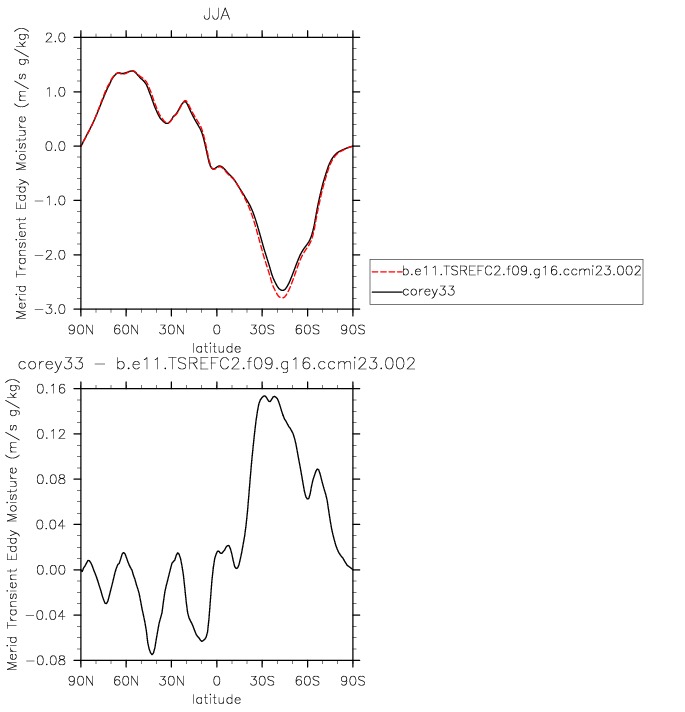 JJA
Merid Transient Eddy Moisture (m/s g/kg)
2.0
1.0
0.0
−1.0
−2.0
−3.0
90N 60N 30N 0 30S 60S 90S
latitude
b.e11.TSREFC2.f09.g16.ccmi23.002
corey33
corey33 − b.e11.TSREFC2.f09.g16.ccmi23.002
Merid Transient Eddy Moisture (m/s g/kg)
0.16
0.12
0.08
0.04
0.00
−0.04
−0.08
90N 60N 30N 0 30S 60S 90S
latitude